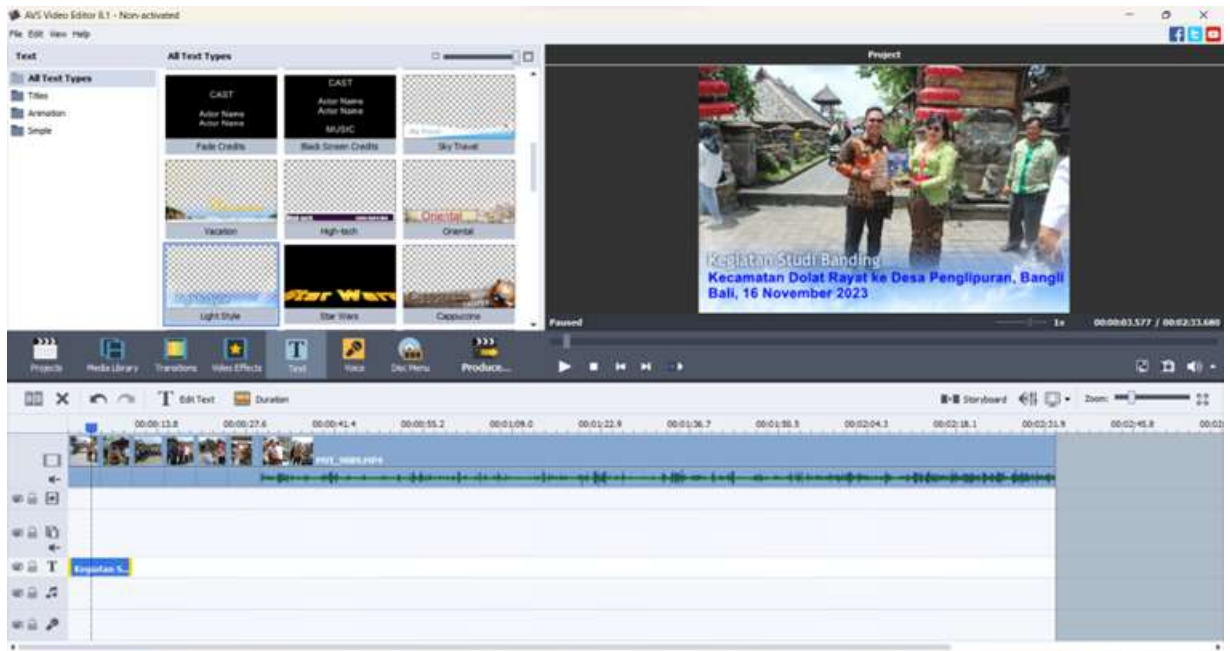 AVS Video Editor 8.1 - Non-activated
File Edit View Help
Text
All Text Types
Project
All Text Types
Titles
Animation
Simple
CAST
Actor Name
Actor Name
CAST
Actor Name
Actor Name
MUSIC
Fade Credits
Black Screen Credits
Sky Travel
Vacation
High-tech
Oriental
Oriental
Star Wars
Light Style
Star Wars
Cappuccino
Kegiatan Studi Banding
Kecamatan Dolat Rayat ke Desa Penglipuran, Bangli
Bali, 16 November 2023
Paused
1x
00:00:03.577 / 00:02:33.680
Projects
Media Library
Transitions
Video Effects
Text
Voice
Disc Menu
Produce...
Edit Text
Duration
Storyboard
Zoom:
00:00:13.8 00:00:27.6 00:00:41.4 00:00:55.2 00:01:09.0 00:01:22.9 00:01:36.7 00:01:50.5 00:02:04.3 00:02:18.1 00:02:31.9 00:02:45.8
Kegiatan S...
T